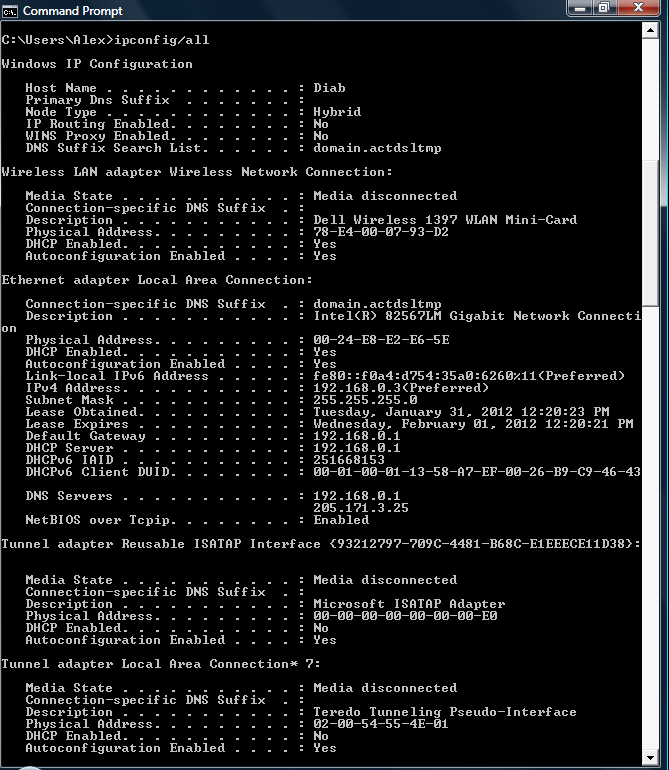 Command Prompt
C:\Users\Alex>ipconfig/all
Windows IP Configuration
Host Name . . . . . . . . . . . . : Diab
Primary Dns Suffix  . . . . . . . :
Node Type . . . . . . . . . . . . : Hybrid
IP Routing Enabled. . . . . . . . : No
WINS Proxy Enabled. . . . . . . . : No
DNS Suffix Search List. . . . . . : domain.actdsltmp
Wireless LAN adapter Wireless Network Connection:
Media State . . . . . . . . . . . : Media disconnected
Connection-specific DNS Suffix  . :
Description . . . . . . . . . . . : Dell Wireless 1397 WLAN Mini-Card
Physical Address. . . . . . . . . : 78-E4-00-07-93-D2
DHCP Enabled. . . . . . . . . . . : Yes
Autoconfiguration Enabled . . . . : Yes
Ethernet adapter Local Area Connection:
Connection-specific DNS Suffix  . : domain.actdsltmp
Description . . . . . . . . . . . : Intel(R) 82567LM Gigabit Network Connecti
on
Physical Address. . . . . . . . . : 00-24-E8-E2-E6-5E
DHCP Enabled. . . . . . . . . . . : Yes
Autoconfiguration Enabled . . . . : Yes
Link-local IPv6 Address . . . . . : fe80::f0a4:d754:35a0:6260%11(Preferred)
IPv4 Address. . . . . . . . . . . : 192.168.0.3(Preferred)
Subnet Mask . . . . . . . . . . . : 255.255.255.0
Lease Obtained. . . . . . . . . . : Tuesday, January 31, 2012 12:20:23 PM
Lease Expires . . . . . . . . . . : Wednesday, February 01, 2012 12:20:21 PM
Default Gateway . . . . . . . . . : 192.168.0.1
DHCP Server . . . . . . . . . . . : 192.168.0.1
DHCPv6 IAID . . . . . . . . . . . : 251668153
DHCPv6 Client DUID. . . . . . . . : 00-01-00-01-13-58-A7-EF-00-26-B9-C9-46-43
DNS Servers . . . . . . . . . . . : 192.168.0.1
205.171.3.25
NetBIOS over Tcpip. . . . . . . . : Enabled
Tunnel adapter Reusable ISATAP Interface {93212797-709C-4481-B68C-E1EEECE11D38}:
Media State . . . . . . . . . . . : Media disconnected
Connection-specific DNS Suffix  . :
Description . . . . . . . . . . . : Microsoft ISATAP Adapter
Physical Address. . . . . . . . . : 00-00-00-00-00-00-00-E0
DHCP Enabled. . . . . . . . . . . : No
Autoconfiguration Enabled . . . . : Yes
Tunnel adapter Local Area Connection* 7:
Media State . . . . . . . . . . . : Media disconnected
Connection-specific DNS Suffix  . :
Description . . . . . . . . . . . : Teredo Tunneling Pseudo-Interface
Physical Address. . . . . . . . . : 02-00-54-55-4E-01
DHCP Enabled. . . . . . . . . . . : No
Autoconfiguration Enabled . . . . : Yes